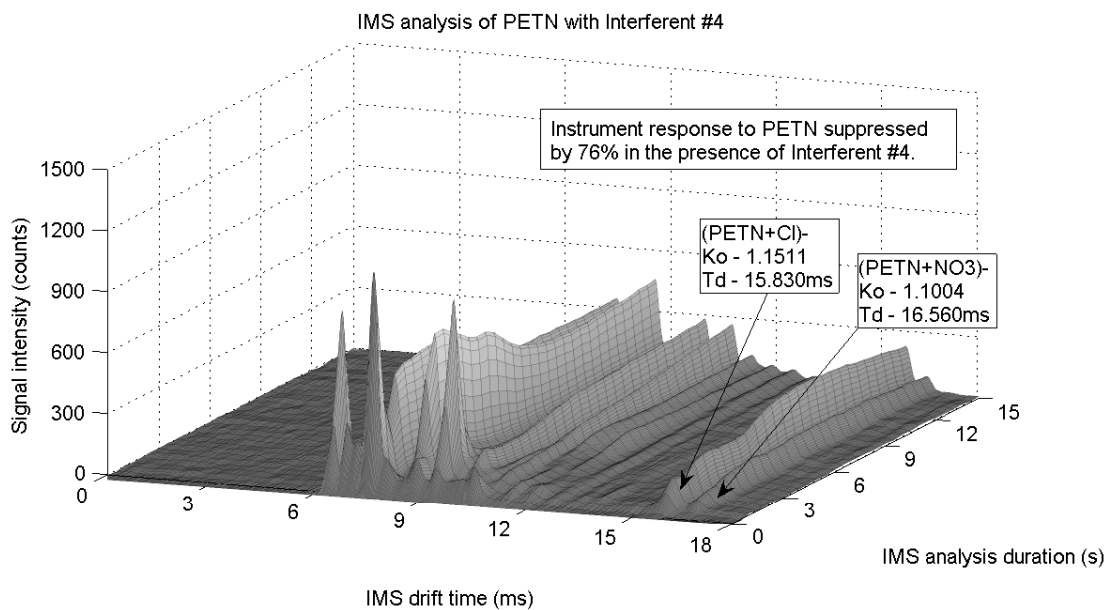 IMS analysis of PETN with Interferent #4
Instrument response to PETN suppressed
by 76% in the presence of Interferent #4.
1500
1200
900
600
300
0
Signal intensity (counts)
(PETN+Cl)-
Ko - 1.1511
Td - 15.830ms
(PETN+NO3)-
Ko - 1.1004
Td - 16.560ms
0
3
6
9
12
15
18
IMS drift time (ms)
0
3
6
9
12
15
IMS analysis duration (s)